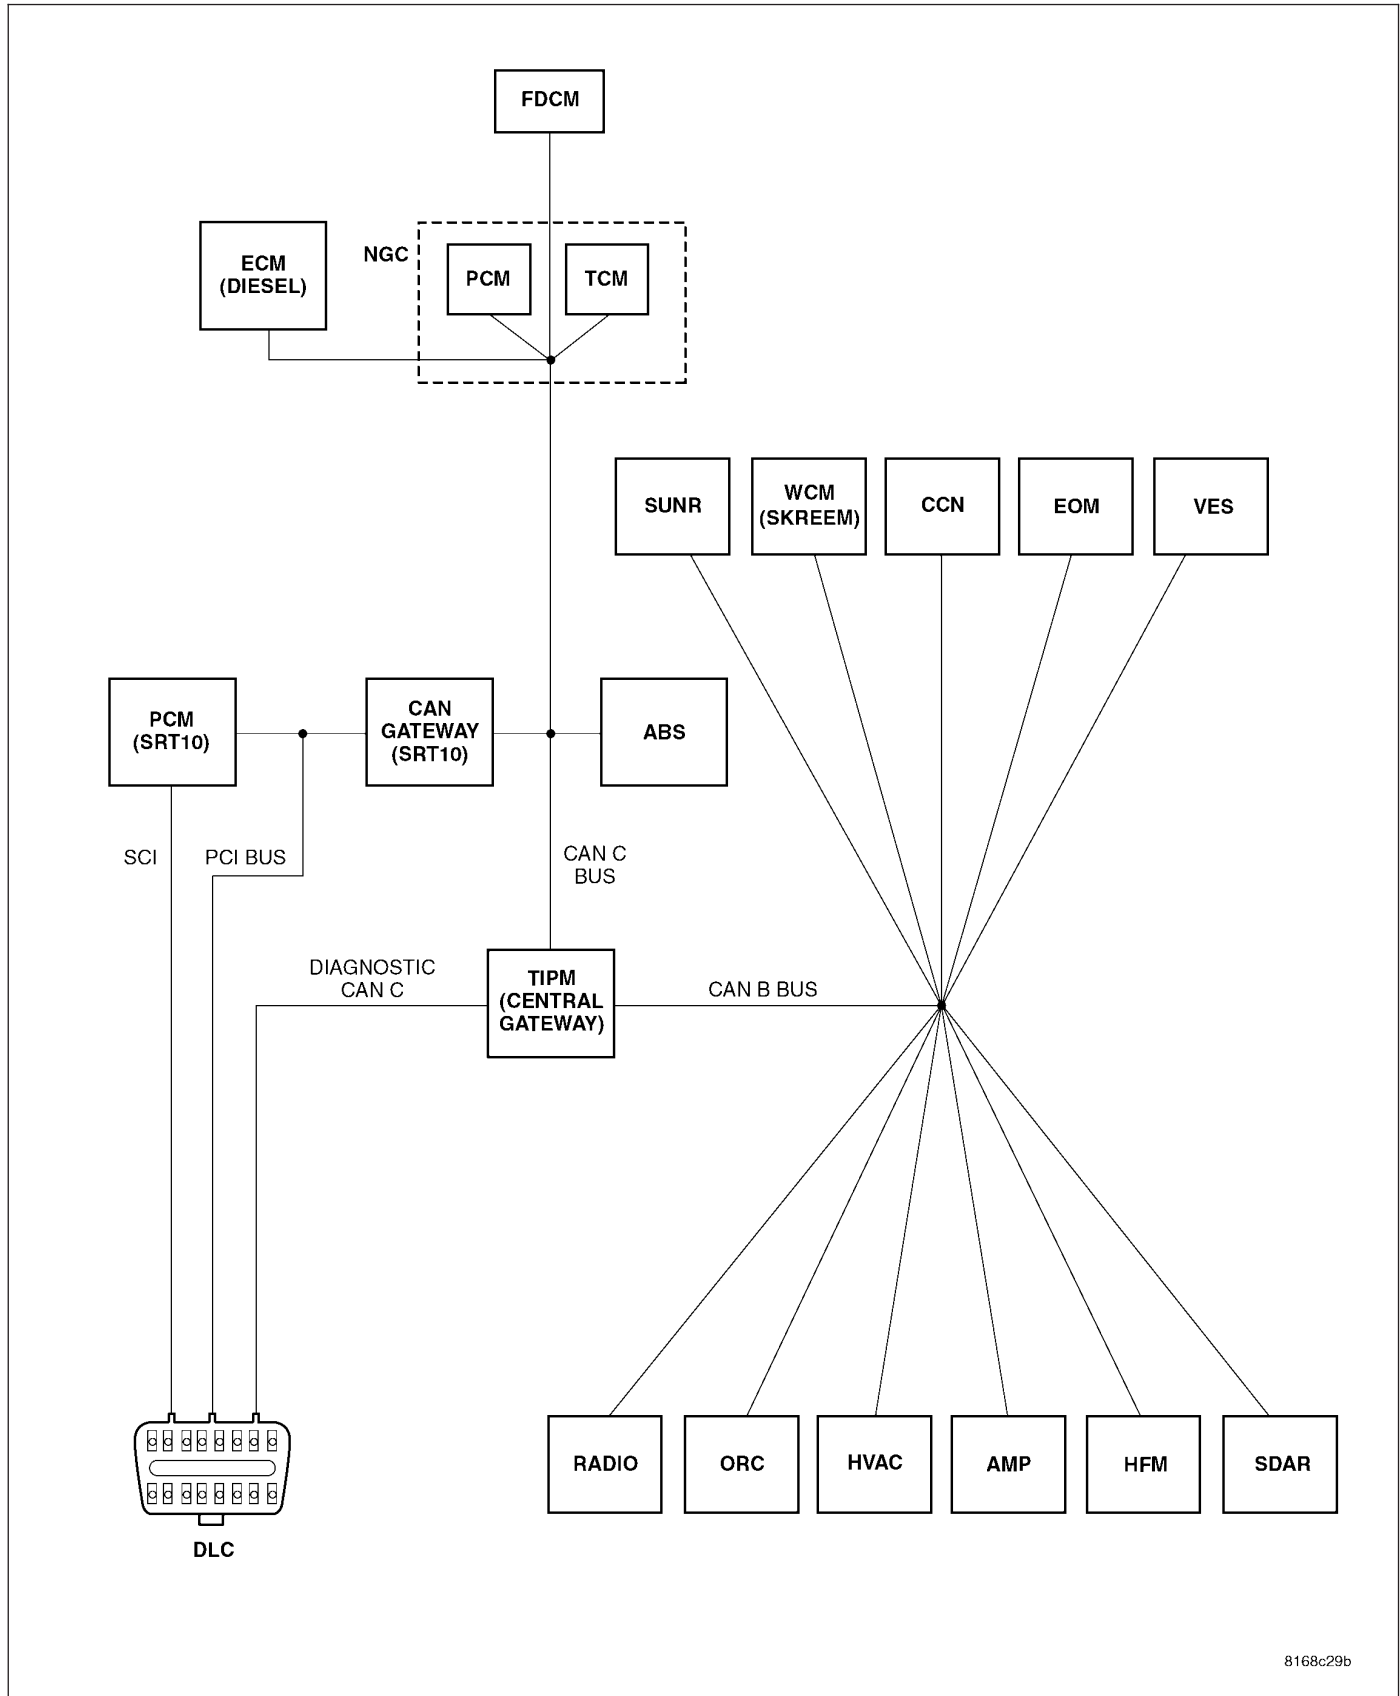 FDCM
ECM
(DIESEL)
NGC
PCM
TCM
SUNR
WCM
(SKREEM)
CCN
EOM
VES
PCM
(SRT10)
CAN
GATEWAY
(SRT10)
ABS
SCI
PCI BUS
CAN C
BUS
DIAGNOSTIC
CAN C
TIPM
(CENTRAL
GATEWAY)
CAN B BUS
RADIO
ORC
HVAC
AMP
HFM
SDAR
DLC
8168c29b